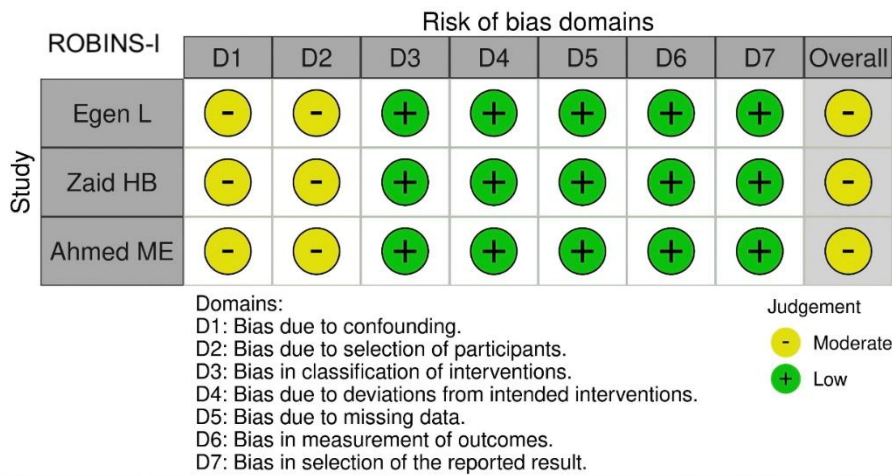 Risk of bias domains
ROBINS-I
D1 D2 D3 D4 D5 D6 D7 Overall
Study
Egen L - - + + + + + -
Zaid HB - - + + + + + -
Ahmed ME - - + + + + + -
Domains:
D1: Bias due to confounding.
D2: Bias due to selection of participants.
D3: Bias in classification of interventions.
D4: Bias due to deviations from intended interventions.
D5: Bias due to missing data.
D6: Bias in measurement of outcomes.
D7: Bias in selection of the reported result.
Judgement
- Moderate
+ Low